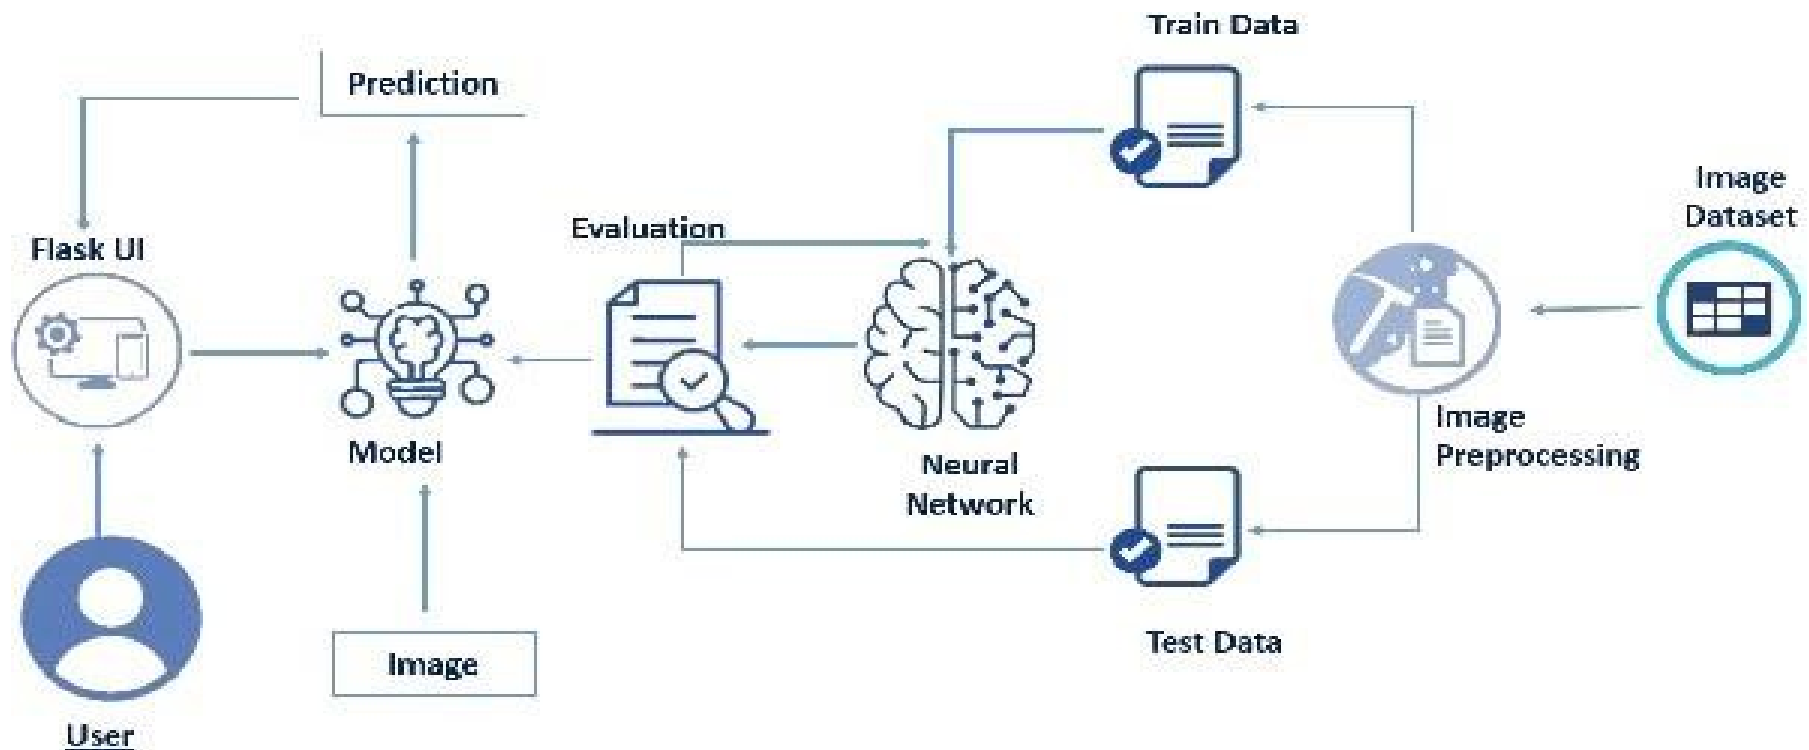 Train Data
Prediction
Image
Dataset
Evaluation
Flask UI
Image
Preprocessing
Model
Neural
Network
Test Data
Image
User